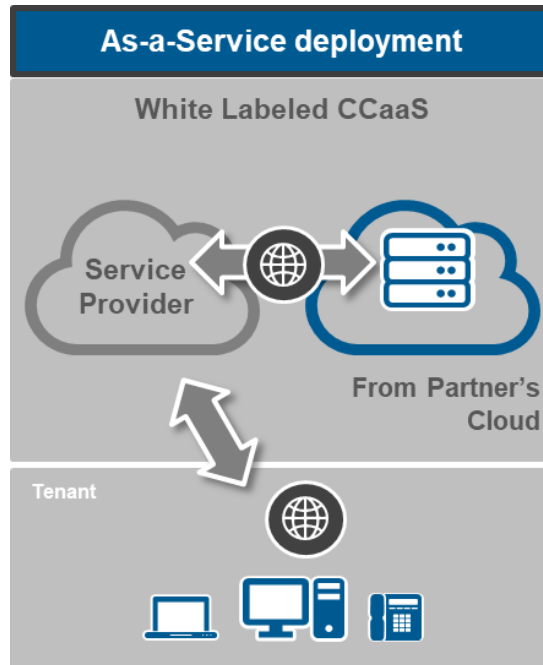 As-a-Service deployment
White Labeled CCaaS
Service
Provider
From Partner's
Cloud
Tenant